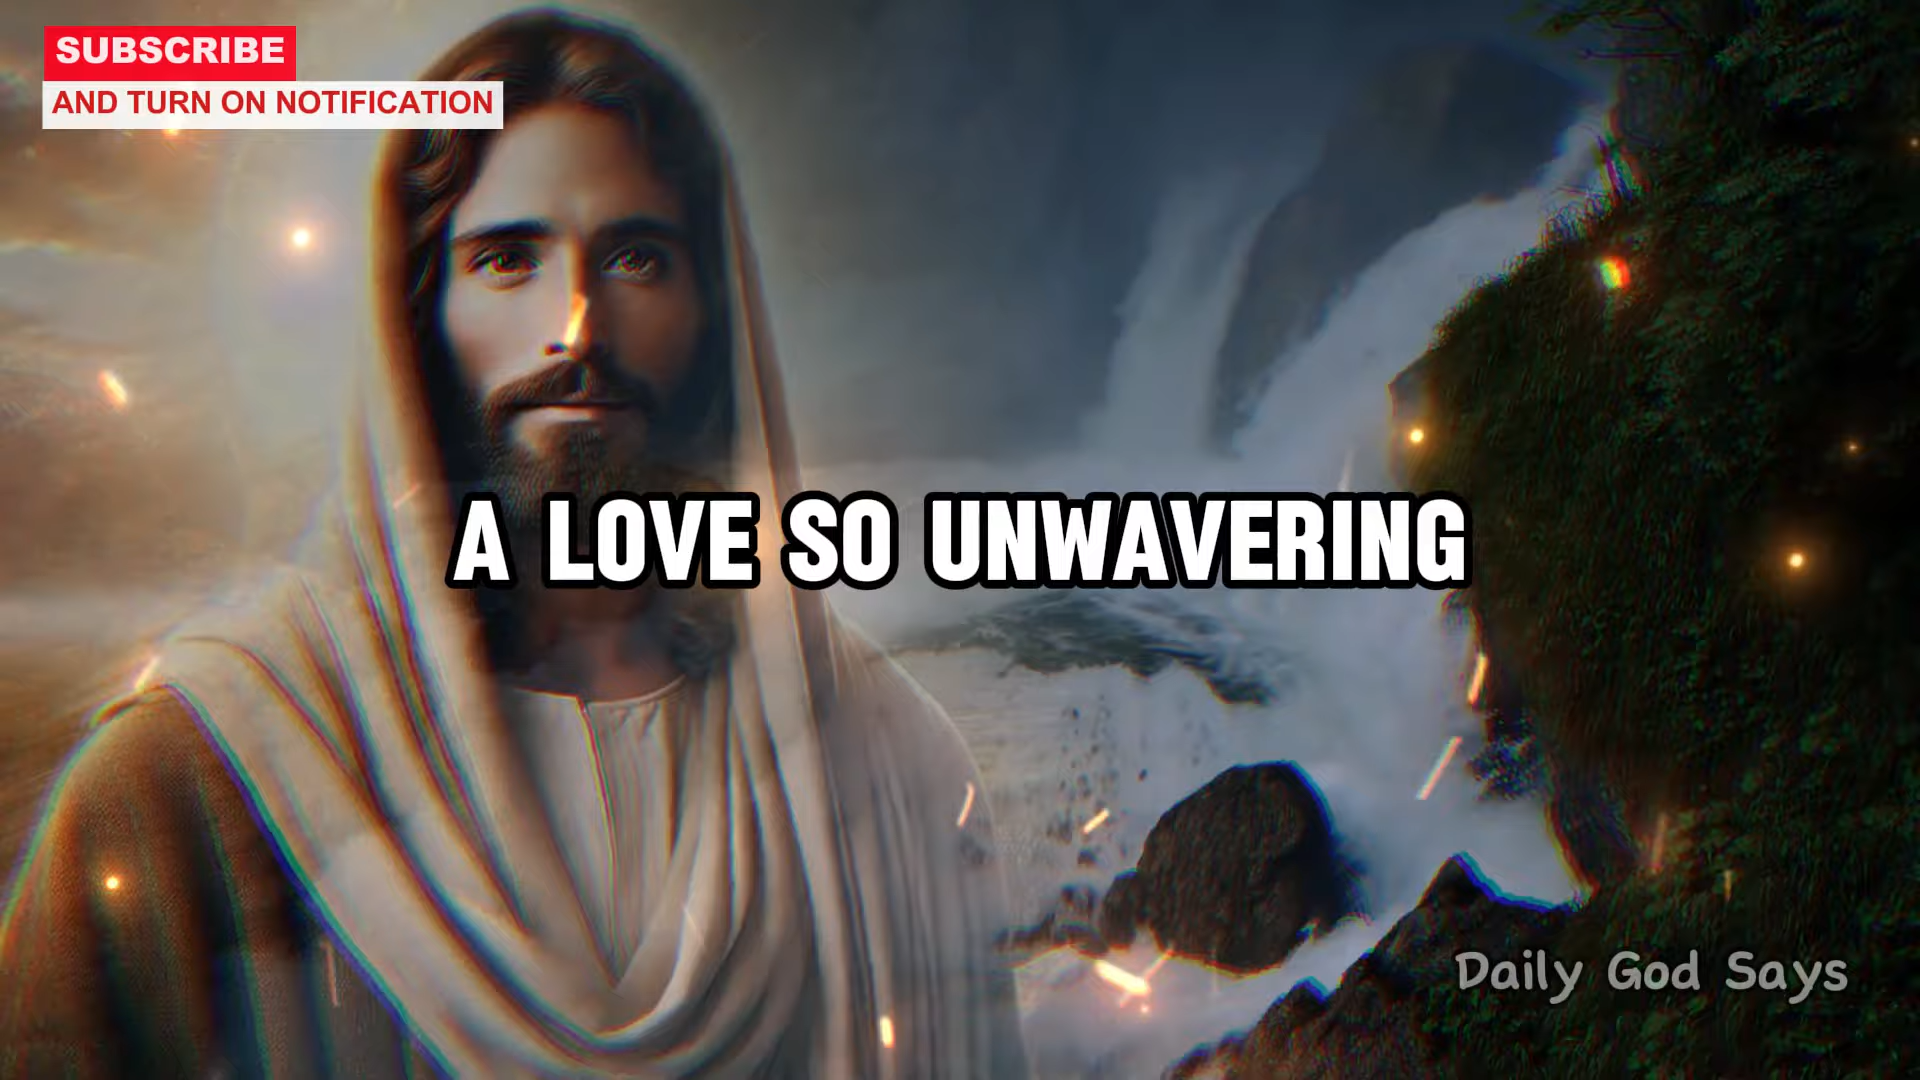 SUBSCRIBE
AND TURN ON NOTIFICATION
A LOVE SO UNWAVERING
Daily God Says